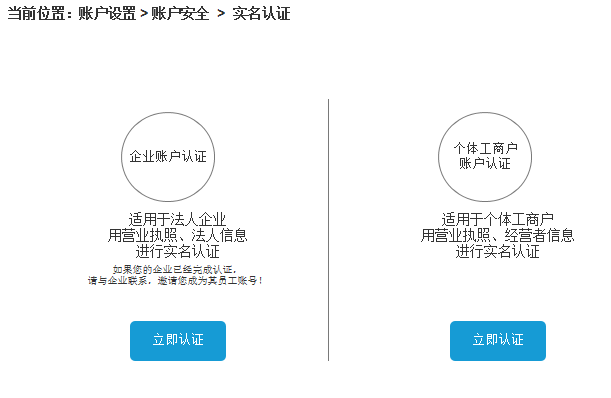 当前位置：账户设置 > 账户安全 > 实名认证
企业账户认证
适用于法人企业
用营业执照、法人信息
进行实名认证
如果您的企业已经完成认证，
请与企业联系，邀请您成为其员工账号！
立即认证
个体工商户
账户认证
适用于个体工商户
用营业执照、经营者信息
进行实名认证
立即认证